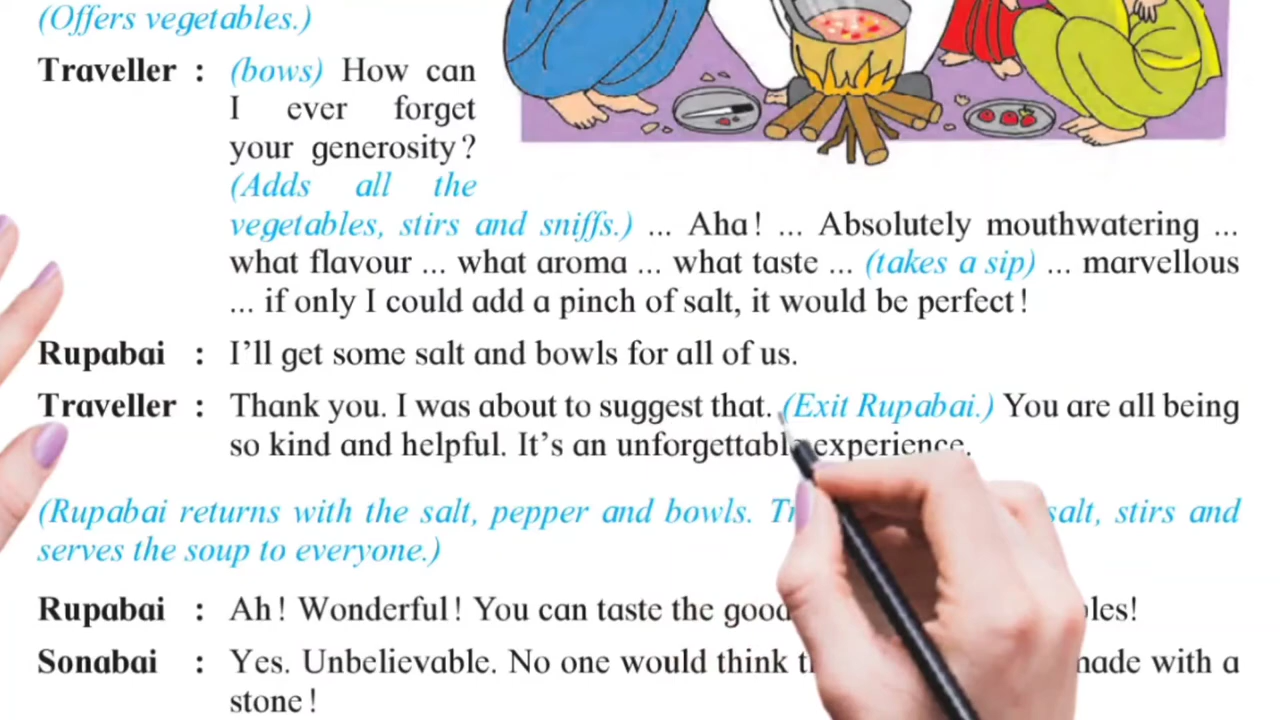 (Offers vegetables.)
Traveller : (bows) How can
I ever forget
your generosity?
(Adds all the
vegetables, stirs and sniffs.) ... Aha! ... Absolutely mouthwatering ...
what flavour ... what aroma ... what taste ... (takes a sip) ... marvellous
... if only I could add a pinch of salt, it would be perfect!
Rupabai : I'll get some salt and bowls for all of us.
Traveller : Thank you. I was about to suggest that. (Exit Rupabai.) You are all being
so kind and helpful. It's an unforgettable experience.
(Rupabai returns with the salt, pepper and bowls. salt, stirs and
serves the soup to everyone.)
Rupabai : Ah! Wonderful! You can taste the
Sonabai : Yes. Unbelievable. No one would think made with a
stone!